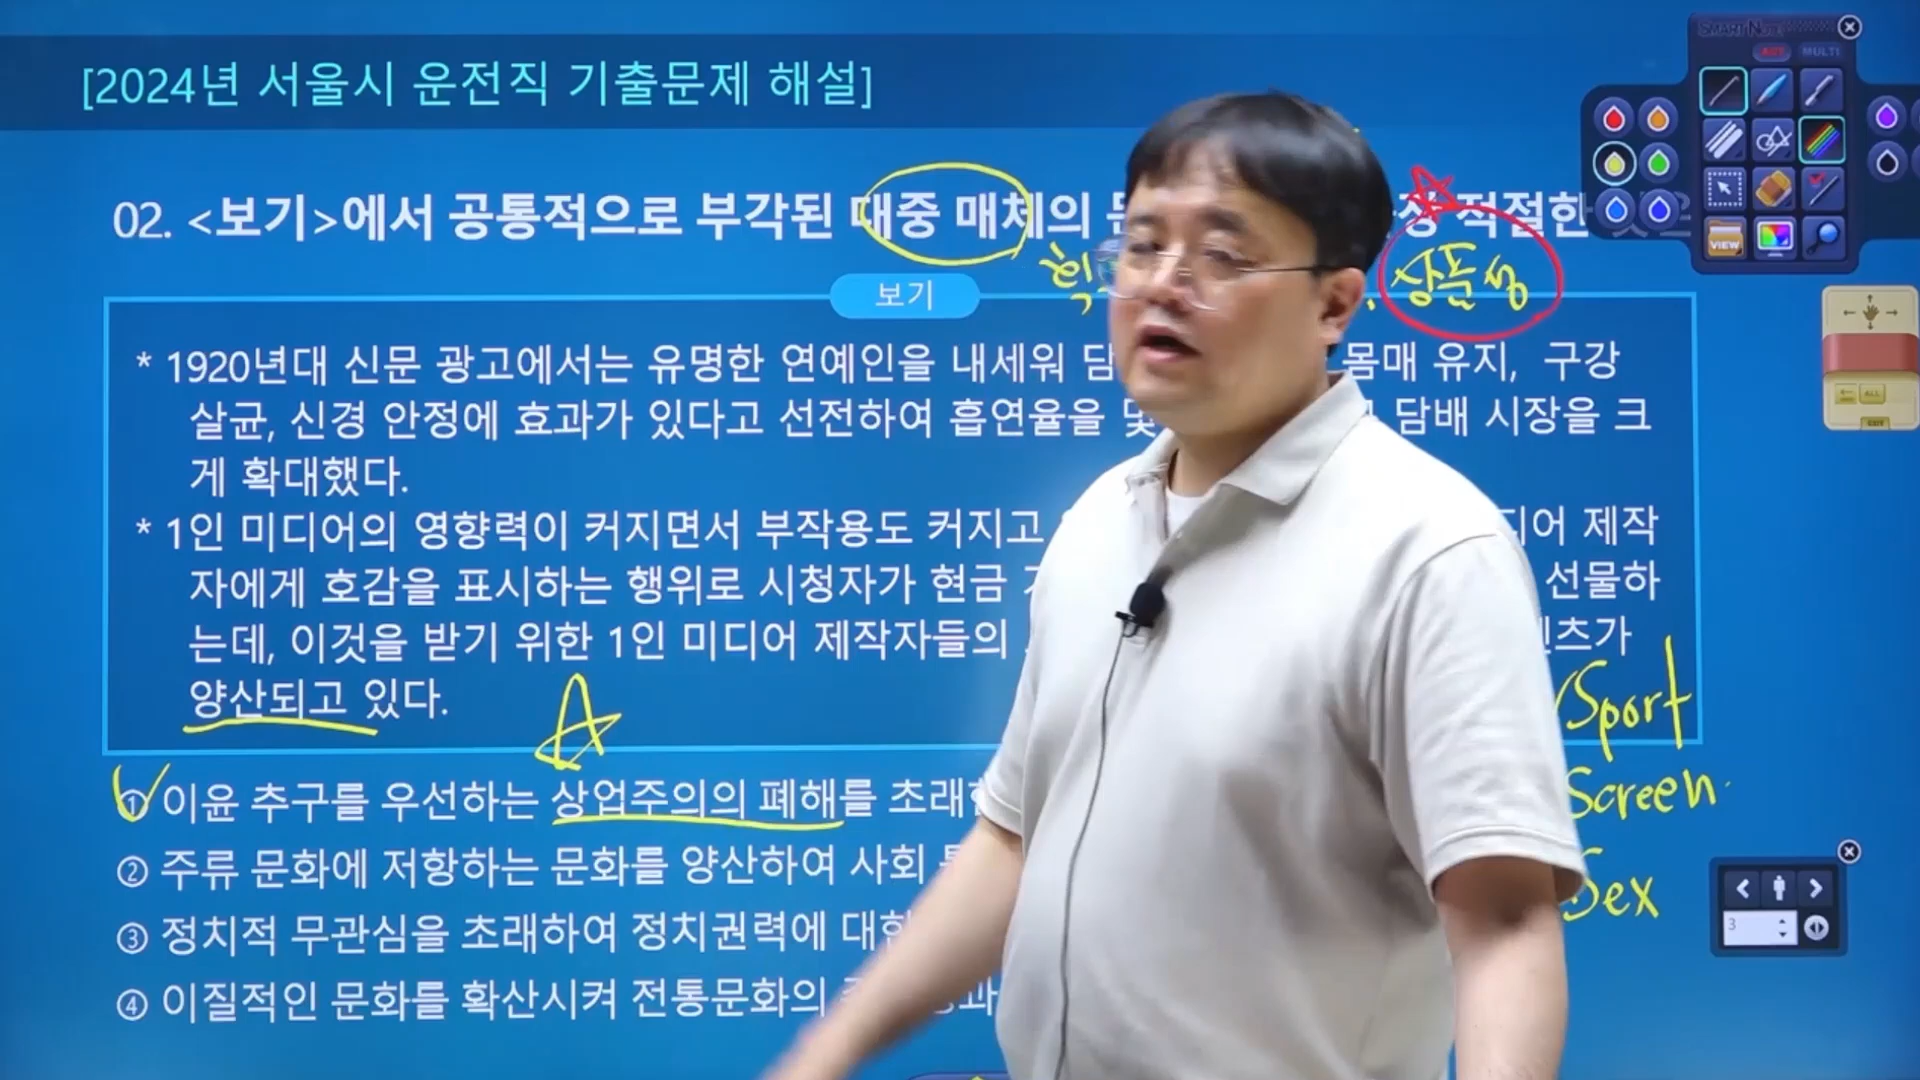 [2024년 서울시 운전직 기출문제 해설]
02. <보기>에서 공통적으로 부각된 대중 매체의 적절한
획 상품성
보기
* 1920년대 신문 광고에서는 유명한 연예인을 내세워 담 몸매 유지, 구강
살균, 신경 안정에 효과가 있다고 선전하여 흡연율을 담배 시장을 크
게 확대했다.
* 1인 미디어의 영향력이 커지면서 부작용도 커지고 디어 제작
자에게 호감을 표시하는 행위로 시청자가 현금 선물하
는데, 이것을 받기 위한 1인 미디어 제작자들의 텐츠가
양산되고 있다.
Sport
Screen
Sex
① 이윤 추구를 우선하는 상업주의의 폐해를 초래
② 주류 문화에 저항하는 문화를 양산하여 사회
③ 정치적 무관심을 초래하여 정치권력에 대한
④ 이질적인 문화를 확산시켜 전통문화의
SMART NOTE
MULTI
VIEW
ALL
EXIT
3